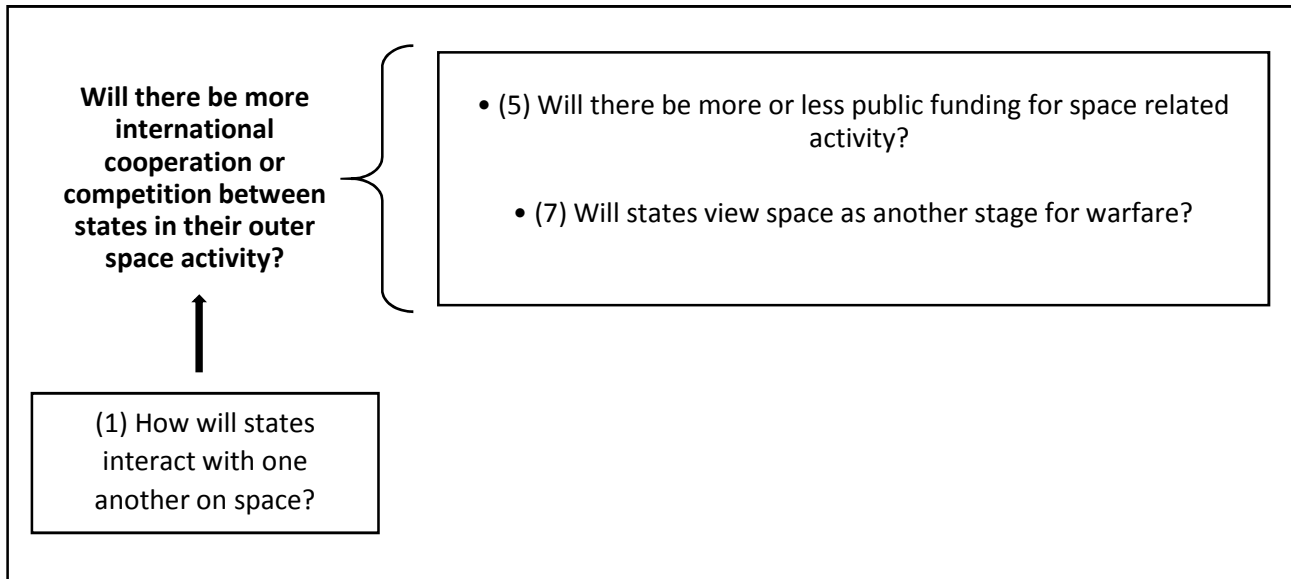 Will there be more
international
cooperation or
competition between
states in their outer
space activity?
• (5) Will there be more or less public funding for space related
activity?
• (7) Will states view space as another stage for warfare?
(1) How will states
interact with one
another on space?